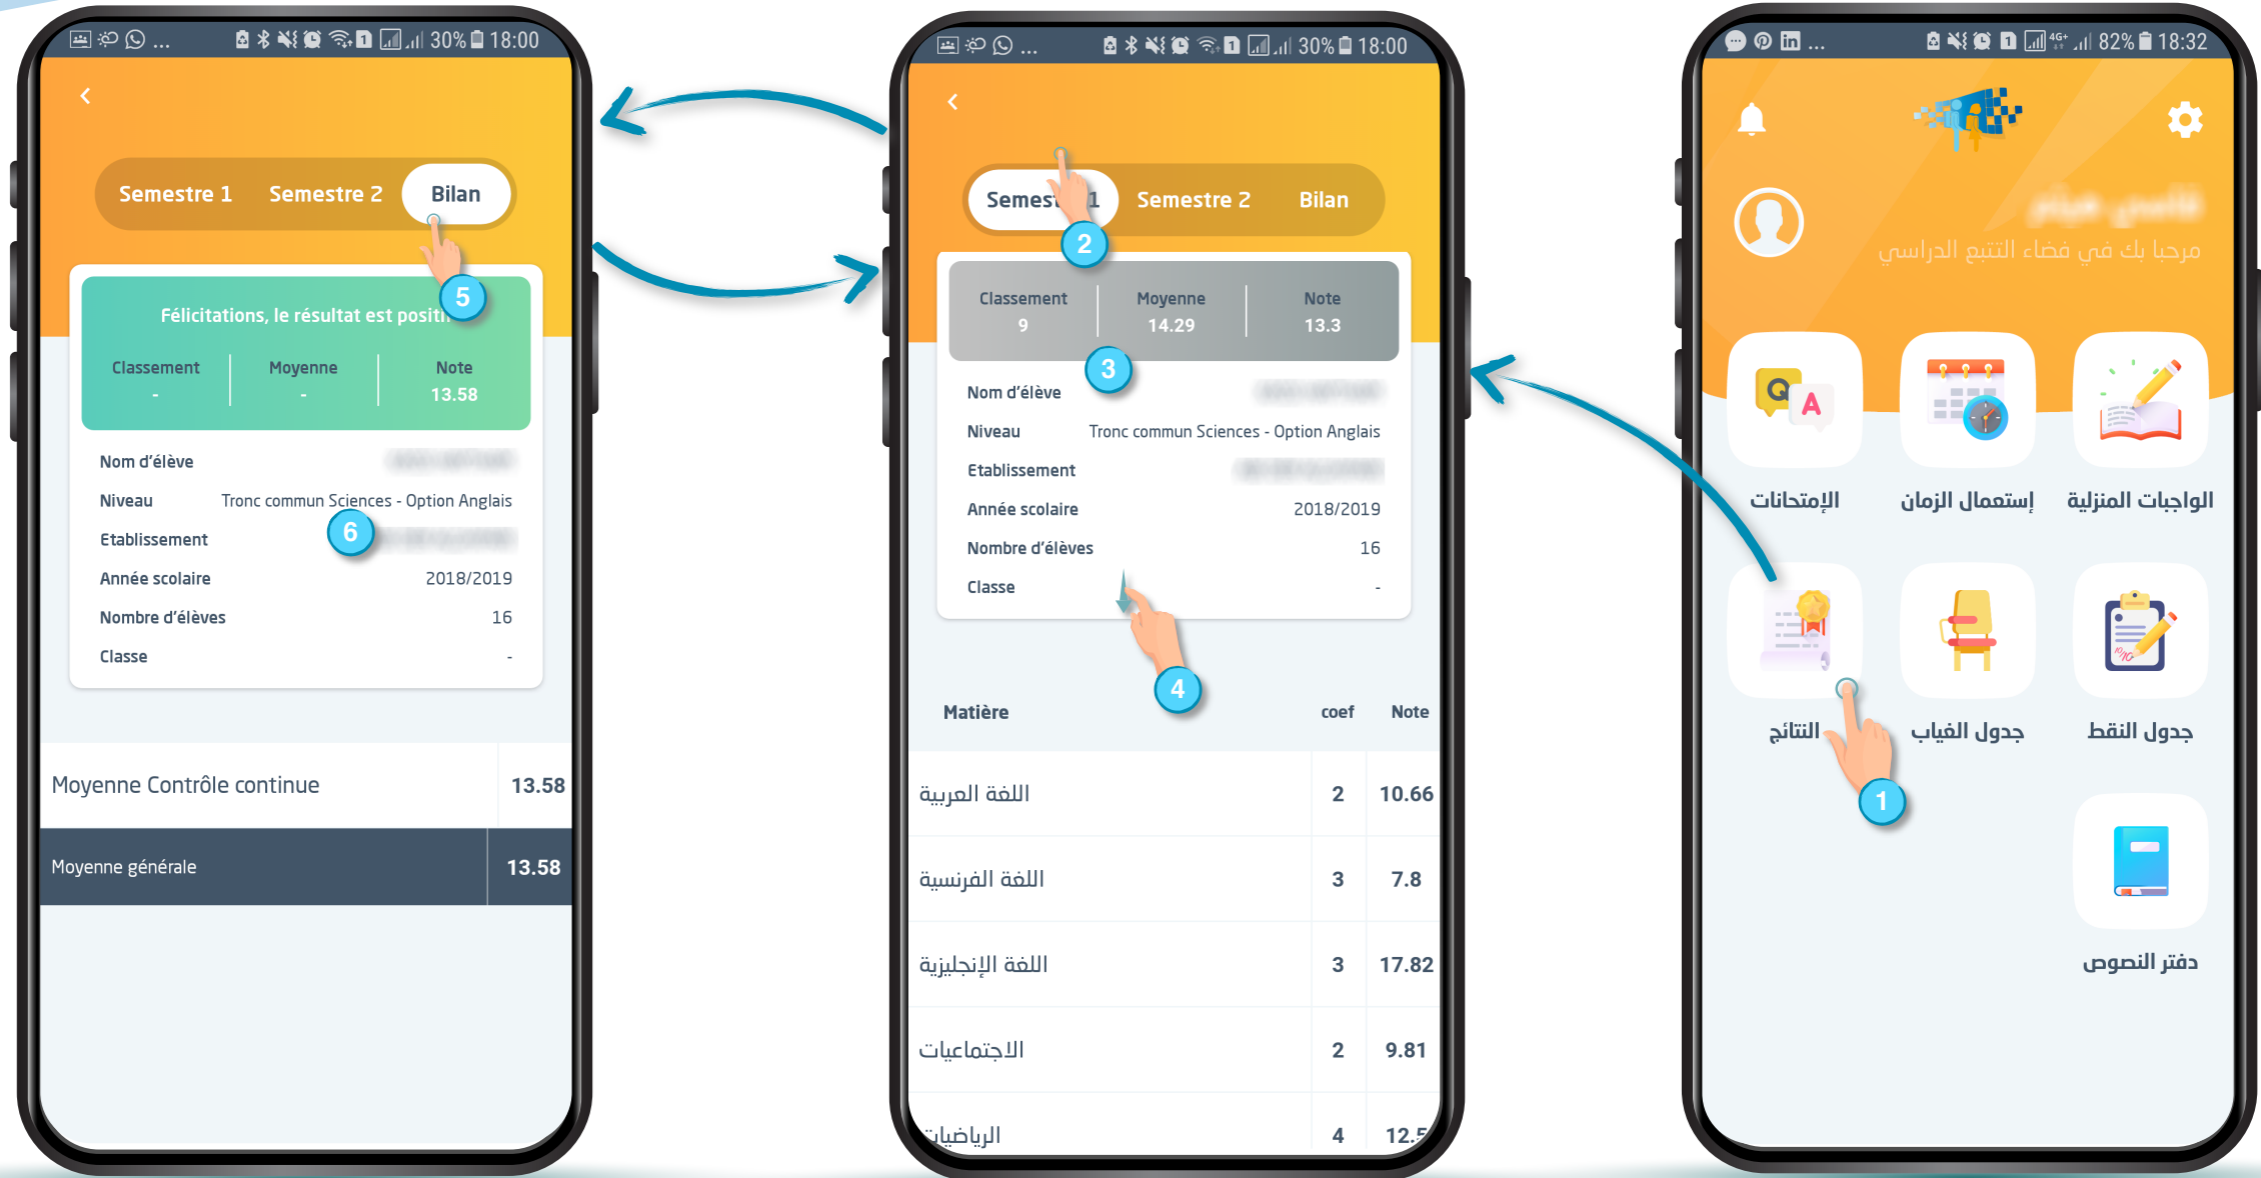 ... 30% 18:00
Semestre 1 Semestre 2 Bilan
5
Félicitations, le résultat est positi
Classement Moyenne Note
- - 13.58
Nom d'élève
Niveau Tronc commun Sciences - Option Anglais
6
Etablissement
Année scolaire 2018/2019
Nombre d'élèves 16
Classe -
Moyenne Contrôle continue 13.58
Moyenne générale 13.58
... 30% 18:00
Semest 1 Semestre 2 Bilan
2
Classement Moyenne Note
9 14.29 13.3
3
Nom d'élève
Niveau Tronc commun Sciences - Option Anglais
Etablissement
Année scolaire 2018/2019
Nombre d'élèves 16
Classe -
4
Matière coef Note
اللغة العربية 2 10.66
اللغة الفرنسية 3 7.8
اللغة الإنجليزية 3 17.82
الاجتماعيات 2 9.81
الرياضيات 4 12.5
in ... 1 4G+ 82% 18:32
مرحبا بك في فضاء التتبع الدراسي
Q A
الواجبات المنزلية إستعمال الزمان الإمتحانات
جدول النقط جدول الغياب النتائج
1
دفتر النصوص